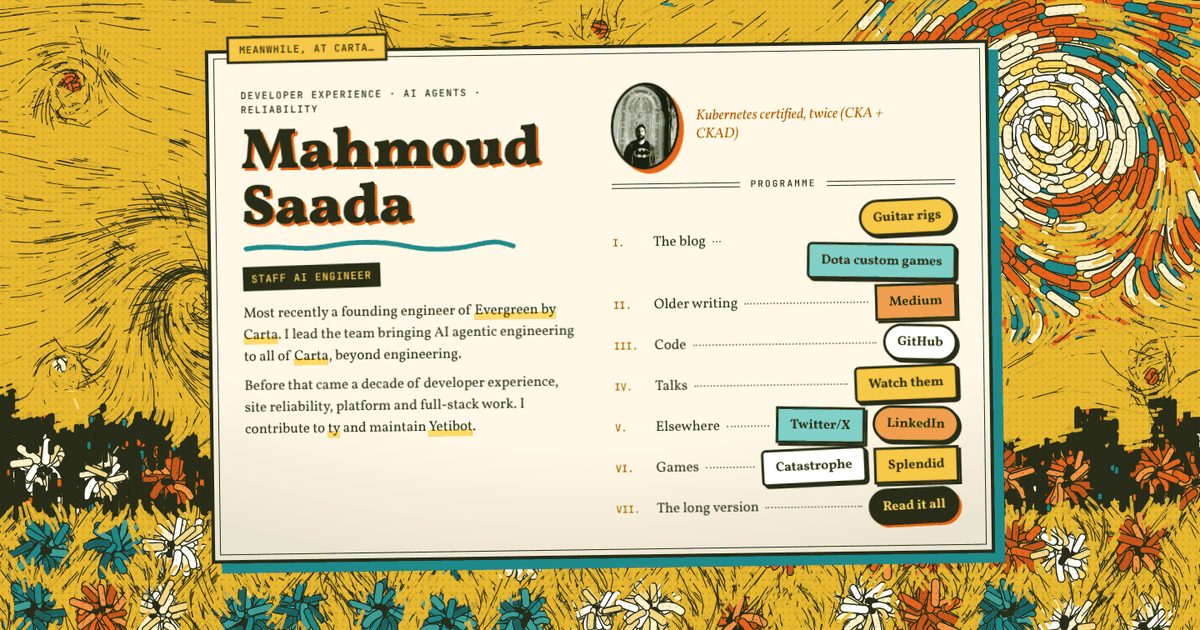 MEANWHILE, AT CARTA…
DEVELOPER EXPERIENCE · AI AGENTS ·
RELIABILITY
Mahmoud
Saada
STAFF AI ENGINEER
Most recently a founding engineer of Evergreen by
Carta. I lead the team bringing AI agentic engineering
to all of Carta, beyond engineering.
Before that came a decade of developer experience,
site reliability, platform and full-stack work. I
contribute to ty and maintain Yetibot.
Kubernetes certified, twice (CKA +
CKAD)
PROGRAMME
I. The blog Guitar rigs
Dota custom games
II. Older writing Medium
III. Code GitHub
IV. Talks Watch them
V. Elsewhere Twitter/X LinkedIn
VI. Games Catastrophe Splendid
VII. The long version Read it all